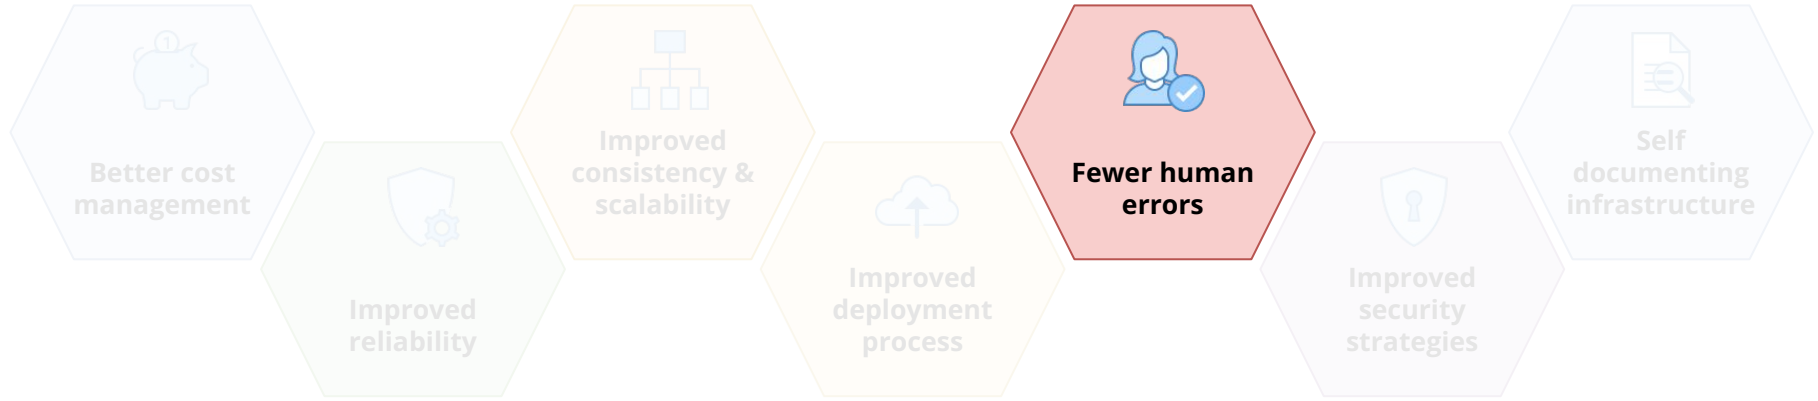 1
Better cost
management
Improved
reliability
Improved
consistency &
scalability
Improved
deployment
process
Fewer human
errors
Improved
security
strategies
Self
documenting
infrastructure